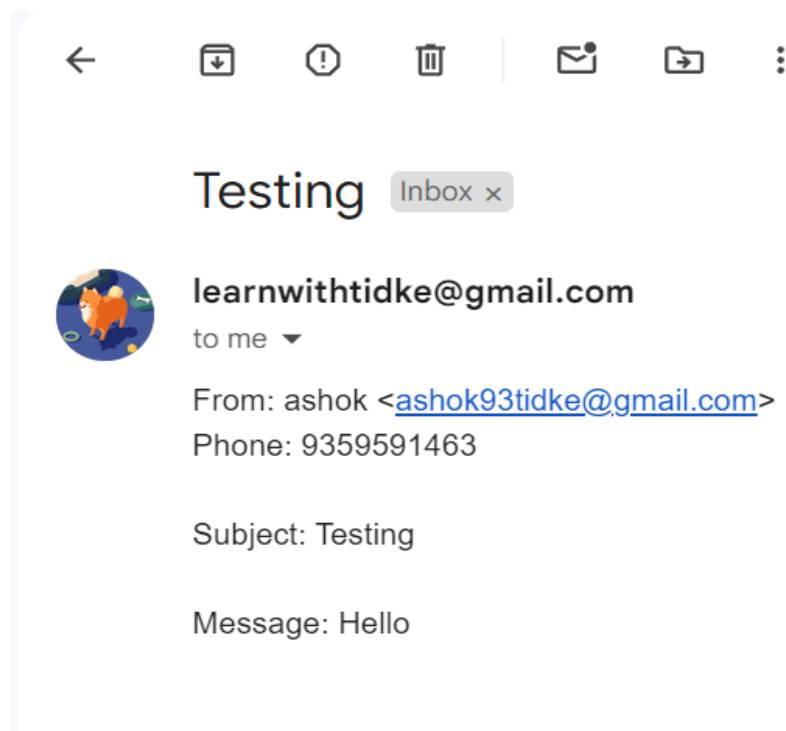 Testing Inbox ×
learnwithtidke@gmail.com
to me
From: ashok <ashok93tidke@gmail.com>
Phone: 9359591463
Subject: Testing
Message: Hello